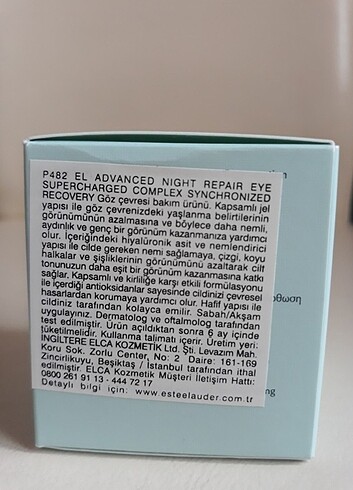 P482 EL ADVANCED NIGHT REPAIR EYE
SUPERCHARGED COMPLEX SYNCHRONIZED
RECOVERY Göz çevresi bakım ürünü. Kapsamlı jel
yapısı ile göz çevrenizdeki yaşlanma belirtilerinin
görünümünün azalmasına ve böylece daha nemli,
aydınlık ve genç bir görünüm kazanmanıza yardımcı
olur. İçeriğindeki hiyalüronik asit ve nemlendirici
yapısı ile cilde gereken nemi sağlamaya, çizgi, koyu
halkalar ve şişliklerin görünümünü azaltarak cilt
tonunuzun daha eşit bir görünüm kazanmasına katkı
sağlar. Kapsamlı ve kirliliğe karşı etkili formülasyonu
ile içerdiği antioksidanlar sayesinde cildinizi çevresel
hasarlardan korumaya yardımcı olur. Hafif yapısı ile
cildiniz tarafından kolayca emilir. Sabah/Akşam
uygulayınız. Dermatolog ve oftalmolog tarafından
test edilmiştir. Ürün açıldıktan sonra 6 ay içinde
tüketilmelidir. Kullanma talimatı içerir. Üretim yeri:
İNGİLTERE ELCA KOZMETİK Ltd. Şti. Levazım Mah.
Koru Sok. Zorlu Center, No: 2 Daire: 161-169
Zincirlikuyu, Beşiktaş / İstanbul tarafından ithal
edilmiştir. ELCA Kozmetik Müşteri İletişim Hattı:
0800 261 91 13 - 444 72 17
Detaylı bilgi için: www.esteelauder.com.tr
ρθωση
ng